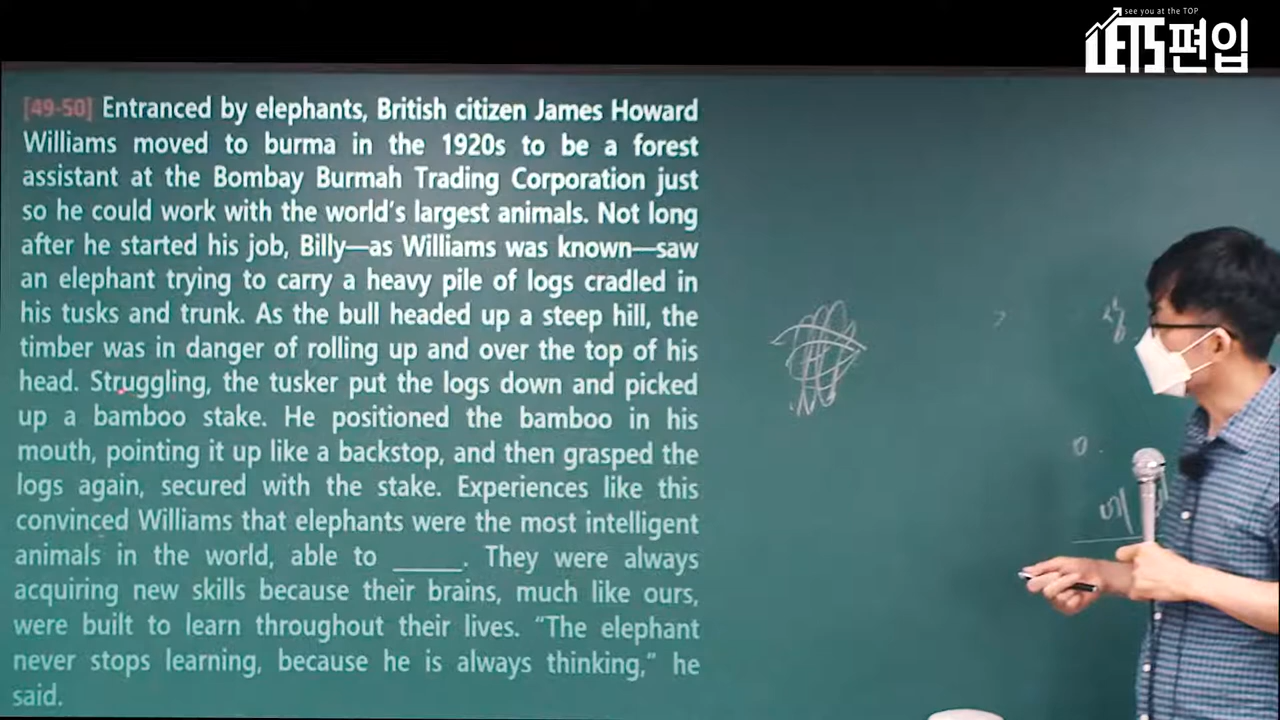 see you at the TOP
LETS편입
[49-50] Entranced by elephants, British citizen James Howard
Williams moved to burma in the 1920s to be a forest
assistant at the Bombay Burmah Trading Corporation just
so he could work with the world's largest animals. Not long
after he started his job, Billy—as Williams was known—saw
an elephant trying to carry a heavy pile of logs cradled in
his tusks and trunk. As the bull headed up a steep hill, the
timber was in danger of rolling up and over the top of his
head. Struggling, the tusker put the logs down and picked
up a bamboo stake. He positioned the bamboo in his
mouth, pointing it up like a backstop, and then grasped the
logs again, secured with the stake. Experiences like this
convinced Williams that elephants were the most intelligent
animals in the world, able to _____. They were always
acquiring new skills because their brains, much like ours,
were built to learn throughout their lives. “The elephant
never stops learning, because he is always thinking,” he
said.